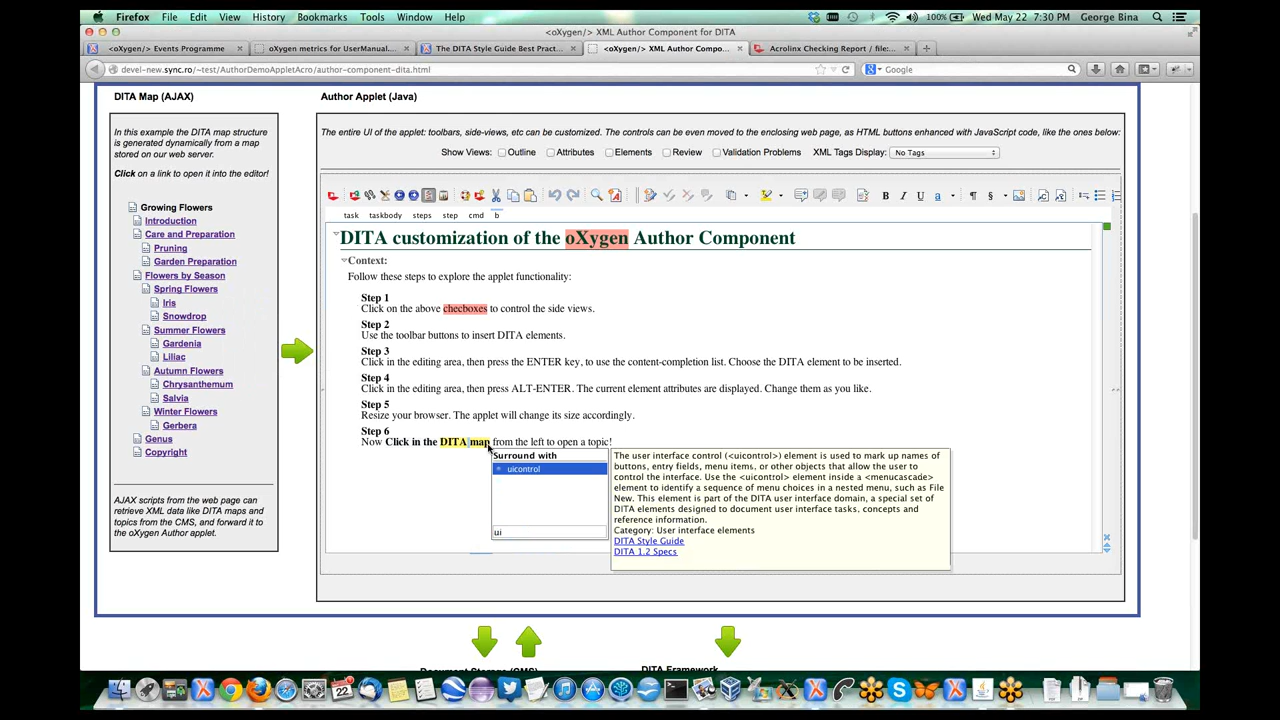 Firefox File Edit View History Bookmarks Tools Window Help 100% Wed May 22 7:30 PM George Bina
<oXygen/> XML Author Component for DITA
<oXygen/> Events Programme
oXygen metrics for UserManual...
The DITA Style Guide Best Pract...
<oXygen/> XML Author Compo...
Acrolinx Checking Report / file:...
devel-new.sync.ro/~test/AuthorDemoAppletAcro/author-component-dita.html
Google
DITA Map (AJAX)
In this example the DITA map structure
is generated dynamically from a map
stored on our web server.
Click on a link to open it into the editor!
Growing Flowers
Introduction
Care and Preparation
Pruning
Garden Preparation
Flowers by Season
Spring Flowers
Iris
Snowdrop
Summer Flowers
Gardenia
Liliac
Autumn Flowers
Chrysanthemum
Salvia
Winter Flowers
Gerbera
Genus
Copyright
AJAX scripts from the web page can
retrieve XML data like DITA maps and
topics from the CMS, and forward it to
the oXygen Author applet.
Author Applet (Java)
The entire UI of the applet: toolbars, side-views, etc can be customized. The controls can be even moved to the enclosing web page, as HTML buttons enhanced with JavaScript code, like the ones below:
Show Views: Outline Attributes Elements Review Validation Problems XML Tags Display: No Tags
B I U a ¶ §
task taskbody steps step cmd b
DITA customization of the oXygen Author Component
Context:
Follow these steps to explore the applet functionality:
Step 1
Click on the above checboxes to control the side views.
Step 2
Use the toolbar buttons to insert DITA elements.
Step 3
Click in the editing area, then press the ENTER key, to use the content-completion list. Choose the DITA element to be inserted.
Step 4
Click in the editing area, then press ALT-ENTER. The current element attributes are displayed. Change them as you like.
Step 5
Resize your browser. The applet will change its size accordingly.
Step 6
Now Click in the DITA map from the left to open a topic!
Surround with
uicontrol
ui
The user interface control (<uicontrol>) element is used to mark up names of
buttons, entry fields, menu items, or other objects that allow the user to
control the interface. Use the <uicontrol> element inside a <menucascade>
element to identify a sequence of menu choices in a nested menu, such as File
New. This element is part of the DITA user interface domain, a special set of
DITA elements designed to document user interface tasks, concepts and
reference information.
Category: User interface elements
DITA Style Guide
DITA 1.2 Specs
Document Storage (CMS)
DITA Framework
22